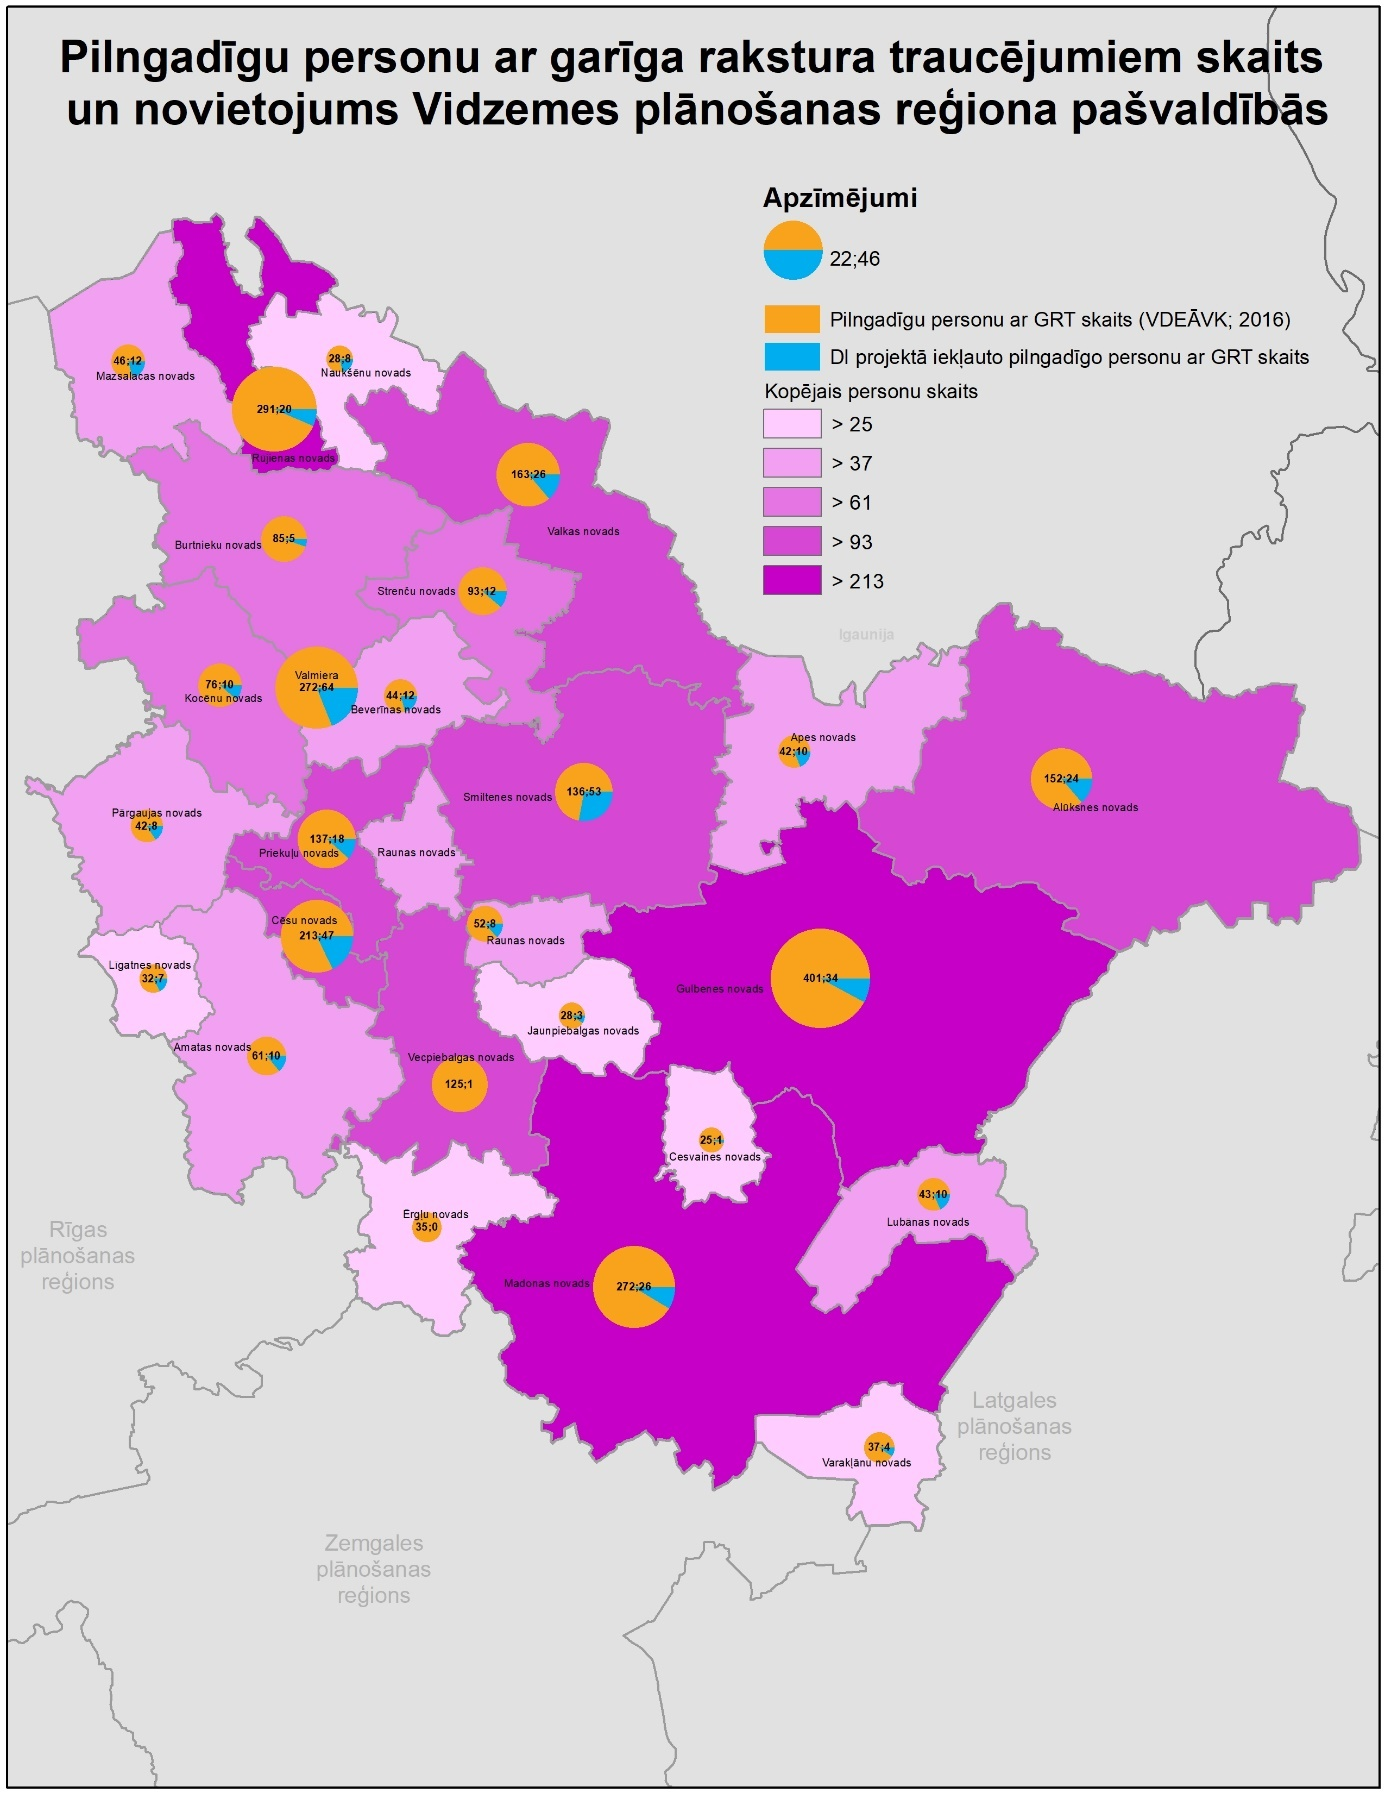 Pilngadīgu personu ar garīga rakstura traucējumiem skaits
un novietojums Vidzemes plānošanas reģiona pašvaldībās
Apzīmējumi
22;46
Pilngadīgu personu ar GRT skaits (VDEĀVK; 2016)
DI projektā iekļauto pilngadīgo personu ar GRT skaits
Kopējais personu skaits
> 25
> 37
> 61
> 93
> 213
46;12
Mazsalacas novads
28;8
Naukšēnu novads
291;20
Rūjienas novads
163;26
Valkas novads
85;5
Burtnieku novads
Strenču novads
93;12
Igaunija
76;10
Kocēnu novads
Valmiera
272;64
44;12
Beverīnas novads
Apes novads
42;10
152;24
Alūksnes novads
136;53
Smiltenes novads
Pārgaujas novads
42;8
137;18
Priekuļu novads
Raunas novads
Cēsu novads
213;47
52;8
Raunas novads
Līgatnes novads
32;7
401;34
Gulbenes novads
28;3
Jaunpiebalgas novads
Amatas novads
61;10
Vecpiebalgas novads
125;1
25;1
Cesvaines novads
43;10
Lubānas novads
Ērgļu novads
35;0
Rīgas
plānošanas
reģions
Madonas novads
272;26
Latgales
plānošanas
reģions
37;4
Varakļānu novads
Zemgales
plānošanas
reģions